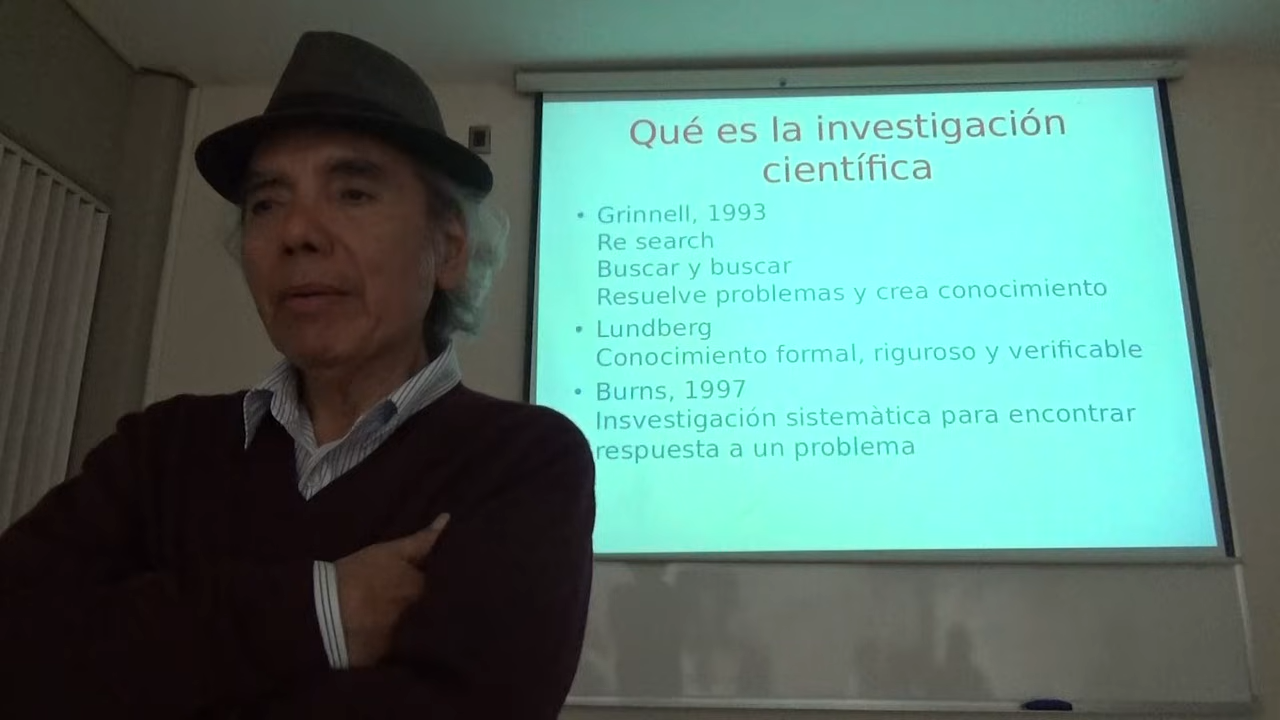 Qué es la investigación
científica
• Grinnell, 1993
Re search
Buscar y buscar
Resuelve problemas y crea conocimiento
• Lundberg
Conocimiento formal, riguroso y verificable
• Burns, 1997
Insvestigación sistemàtica para encontrar
respuesta a un problema